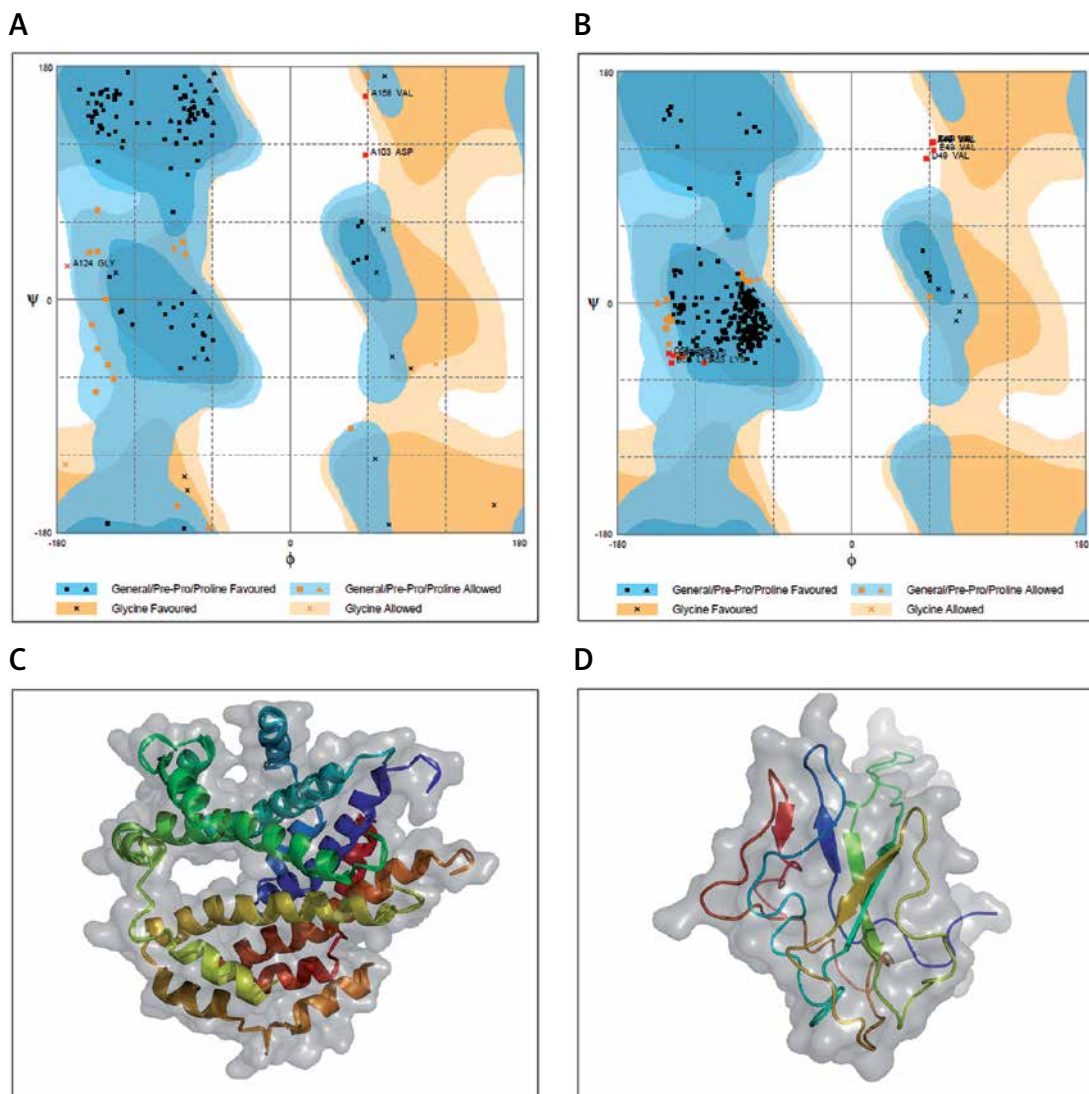 A
B
180
A158 VAL
A103 ASP
A124 GLY
Ψ
0
-180
-180
0
180
ϕ
General/Pre-Pro/Proline Favoured
General/Pre-Pro/Proline Allowed
Glycine Favoured
Glycine Allowed
180
VAL
E49 VAL
D49 VAL
Ψ
0
LYS
-180
-180
0
180
ϕ
General/Pre-Pro/Proline Favoured
General/Pre-Pro/Proline Allowed
Glycine Favoured
Glycine Allowed
C
D